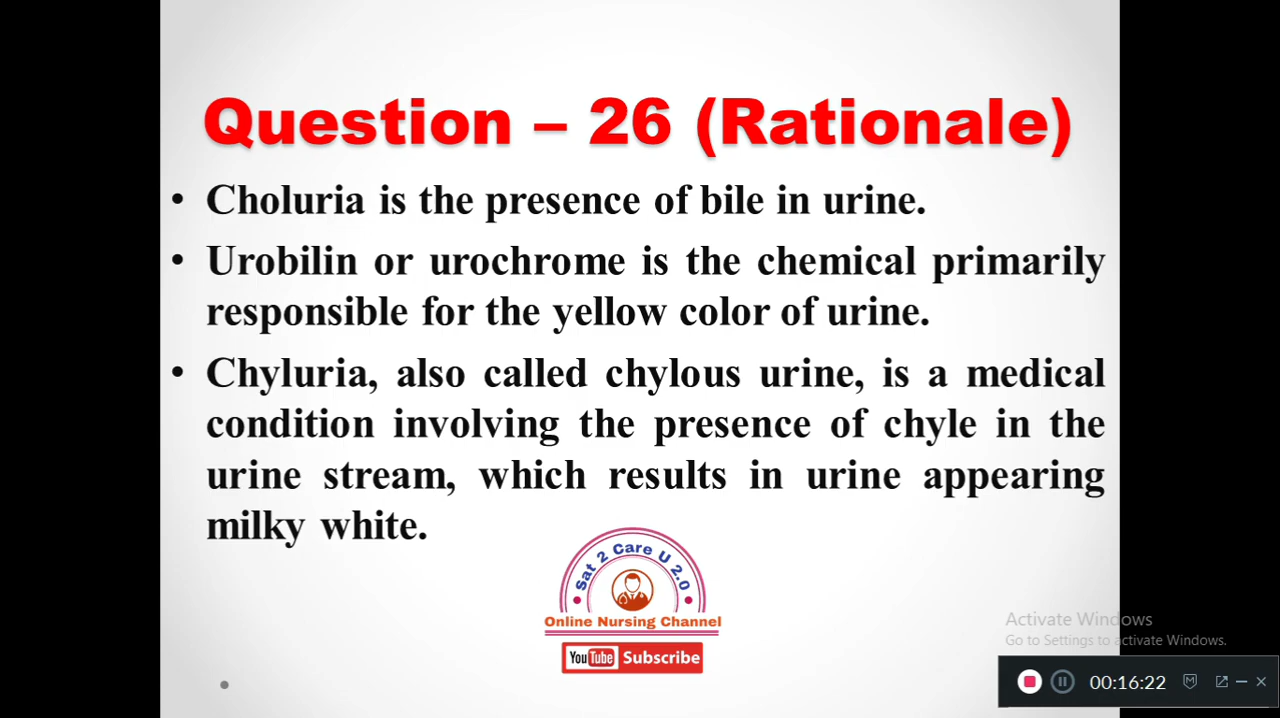 Question – 26 (Rationale)
• Choluria is the presence of bile in urine.
• Urobilin or urochrome is the chemical primarily
responsible for the yellow color of urine.
• Chyluria, also called chylous urine, is a medical
condition involving the presence of chyle in the
urine stream, which results in urine appearing
milky white.
Sat 2 Care U 2.0
Online Nursing Channel
YouTube Subscribe
Activate Windows
Go to Settings to activate Windows.
00:16:22